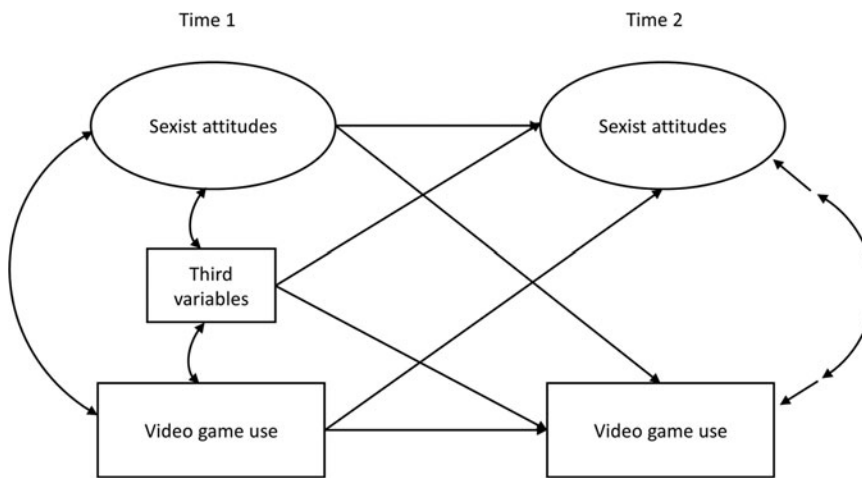 Time 1
Time 2
Sexist attitudes
Sexist attitudes
Third
variables
Video game use
Video game use